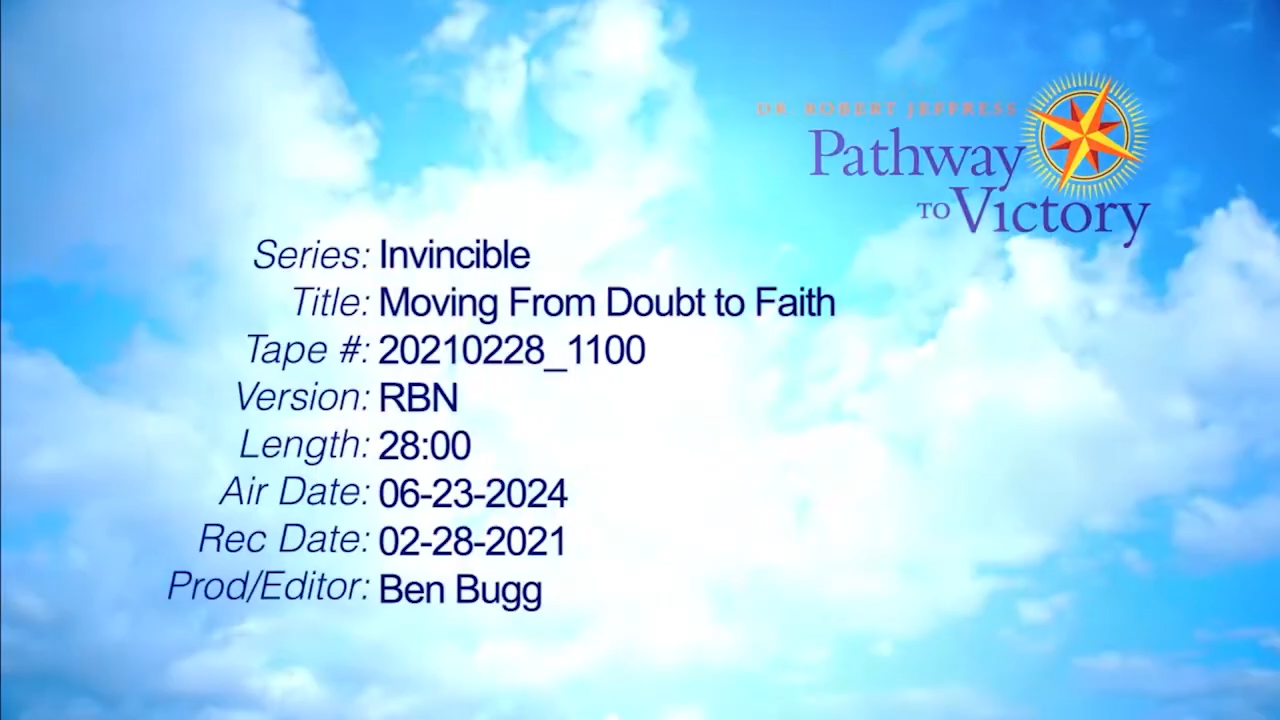 DR. ROBERT JEFFRESS
Pathway
TO Victory
Series: Invincible
Title: Moving From Doubt to Faith
Tape #: 20210228_1100
Version: RBN
Length: 28:00
Air Date: 06-23-2024
Rec Date: 02-28-2021
Prod/Editor: Ben Bugg